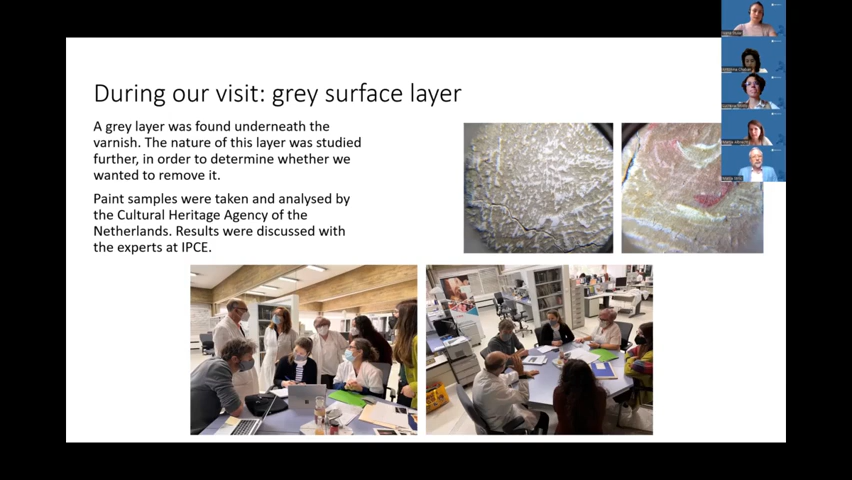 During our visit: grey surface layer
A grey layer was found underneath the
varnish. The nature of this layer was studied
further, in order to determine whether we
wanted to remove it.
Paint samples were taken and analysed by
the Cultural Heritage Agency of the
Netherlands. Results were discussed with
the experts at IPCE.